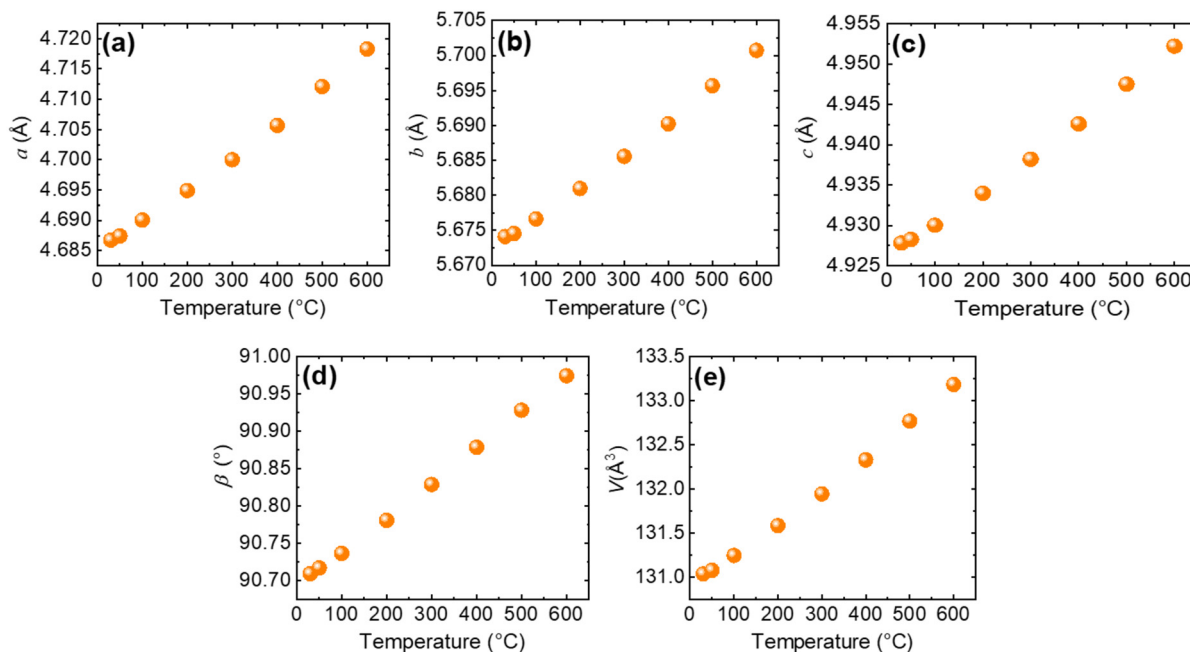 (a)
4.720
4.715
4.710
4.705
4.700
4.695
4.690
4.685
a (Å)
0 100 200 300 400 500 600
Temperature (°C)
(b)
5.705
5.700
5.695
5.690
5.685
5.680
5.675
5.670
b (Å)
0 100 200 300 400 500 600
Temperature (°C)
(c)
4.955
4.950
4.945
4.940
4.935
4.930
4.925
c (Å)
0 100 200 300 400 500 600
Temperature (°C)
(d)
91.00
90.95
90.90
90.85
90.80
90.75
90.70
β (°)
0 100 200 300 400 500 600
Temperature (°C)
(e)
133.5
133.0
132.5
132.0
131.5
131.0
V(Å³)
0 100 200 300 400 500 600
Temperature (°C)